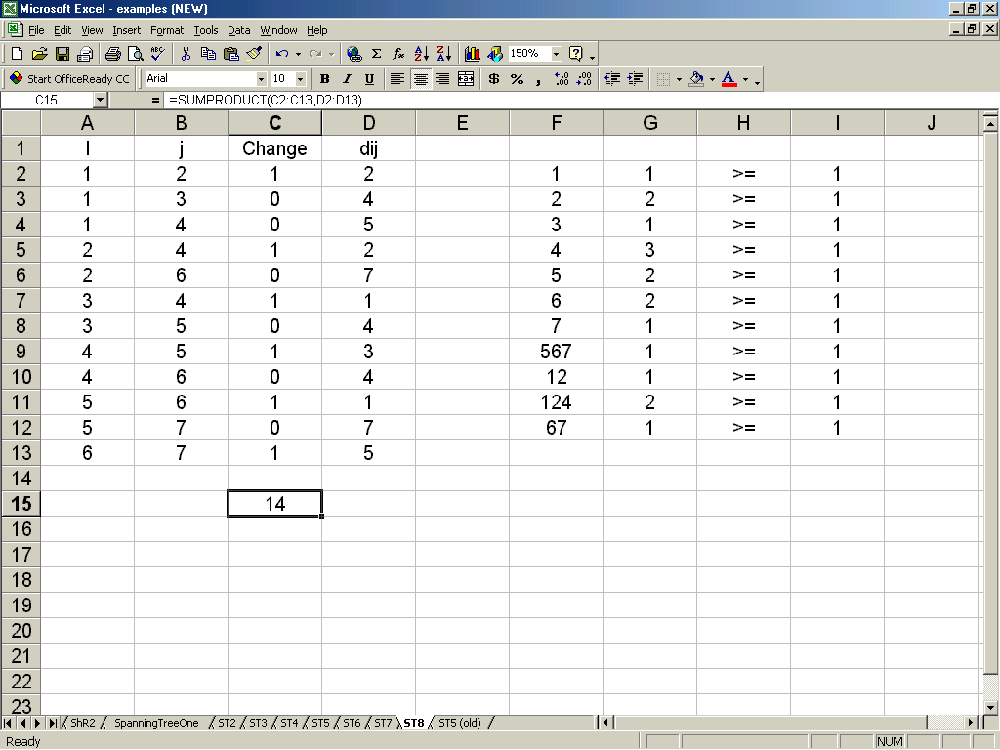 Microsoft Excel - examples (NEW)
File Edit View Insert Format Tools Data Window Help
150%
Start OfficeReady CC Arial 10 B I U $ % ,
C15 = =SUMPRODUCT(C2:C13,D2:D13)
A B C D E F G H I J
1 I j Change dij
2 1 2 1 2 1 1 >= 1
3 1 3 0 4 2 2 >= 1
4 1 4 0 5 3 1 >= 1
5 2 4 1 2 4 3 >= 1
6 2 6 0 7 5 2 >= 1
7 3 4 1 1 6 2 >= 1
8 3 5 0 4 7 1 >= 1
9 4 5 1 3 567 1 >= 1
10 4 6 0 4 12 1 >= 1
11 5 6 1 1 124 2 >= 1
12 5 7 0 7 67 1 >= 1
13 6 7 1 5
14
15 14
16
17
18
19
20
21
22
23
ShR2 SpanningTreeOne ST2 ST3 ST4 ST5 ST6 ST7 ST8 ST5 (old)
Ready NUM